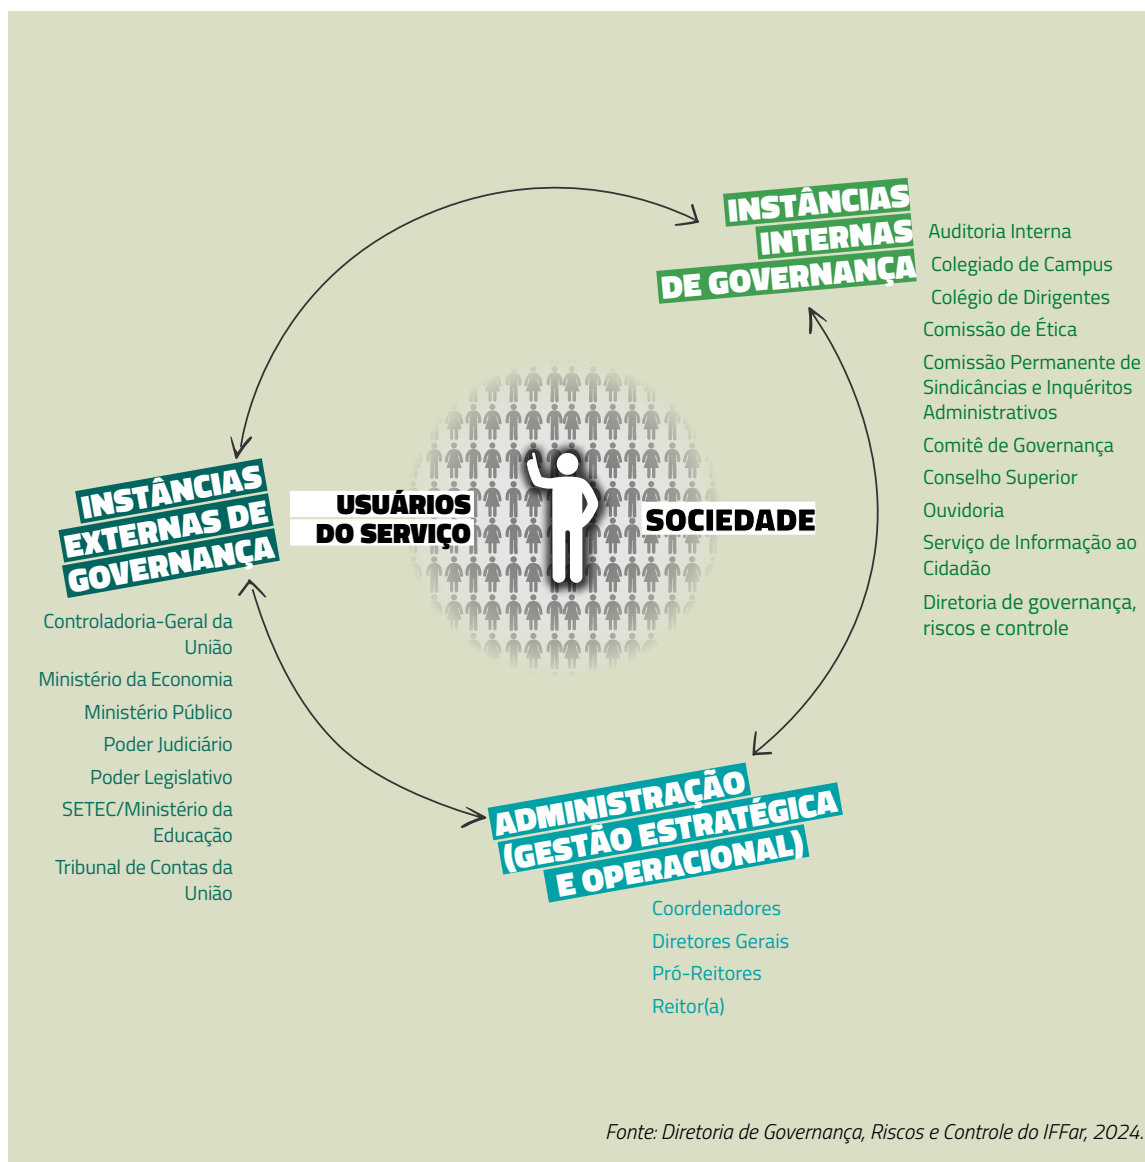 INSTÂNCIAS
INTERNAS
DE GOVERNANÇA
Auditoria Interna
Colegiado de Campus
Colégio de Dirigentes
Comissão de Ética
Comissão Permanente de
Sindicâncias e Inquéritos
Administrativos
Comitê de Governança
Conselho Superior
Ouvidoria
Serviço de Informação ao
Cidadão
Diretoria de governança,
riscos e controle
USUÁRIOS
DO SERVIÇO
SOCIEDADE
INSTÂNCIAS
EXTERNAS DE
GOVERNANÇA
Controladoria-Geral da
União
Ministério da Economia
Ministério Público
Poder Judiciário
Poder Legislativo
SETEC/Ministério da
Educação
Tribunal de Contas da
União
ADMINISTRAÇÃO
(GESTÃO ESTRATÉGICA
E OPERACIONAL)
Coordenadores
Diretores Gerais
Pró-Reitores
Reitor(a)
Fonte: Diretoria de Governança, Riscos e Controle do IFFar, 2024.